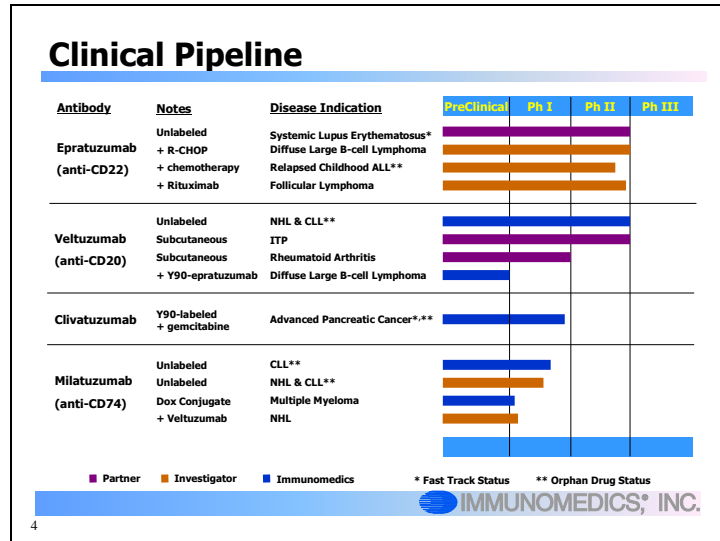 Clinical Pipeline
Antibody Notes Disease Indication PreClinical Ph I Ph II Ph III
Epratuzumab
(anti-CD22)
Unlabeled Systemic Lupus Erythematosus*
+ R-CHOP Diffuse Large B-cell Lymphoma
+ chemotherapy Relapsed Childhood ALL**
+ Rituximab Follicular Lymphoma
Veltuzumab
(anti-CD20)
Unlabeled NHL & CLL**
Subcutaneous ITP
Subcutaneous Rheumatoid Arthritis
+ Y90-epratuzumab Diffuse Large B-cell Lymphoma
Clivatuzumab
Y90-labeled
+ gemcitabine
Advanced Pancreatic Cancer*,**
Milatuzumab
(anti-CD74)
Unlabeled CLL**
Unlabeled NHL & CLL**
Dox Conjugate Multiple Myeloma
+ Veltuzumab NHL
Partner Investigator Immunomedics * Fast Track Status ** Orphan Drug Status
IMMUNOMEDICS, INC.
4